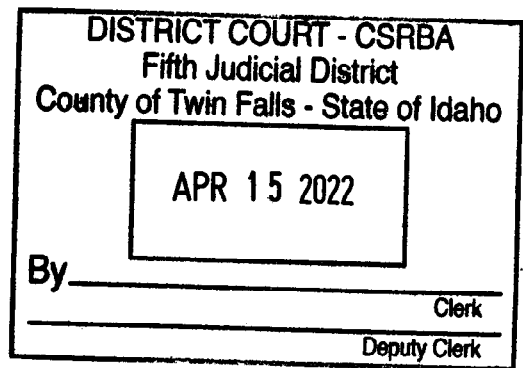 DISTRICT COURT - CSRBA
Fifth Judicial District
County of Twin Falls - State of Idaho
APR 15 2022
By
Clerk
Deputy Clerk